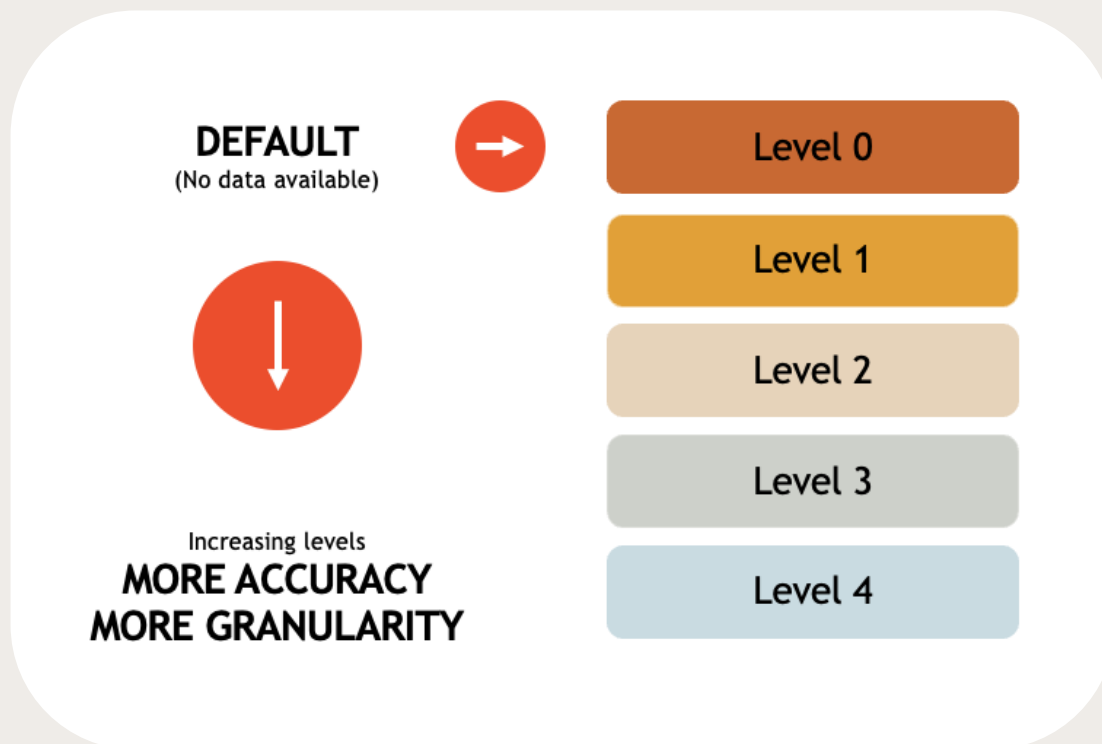 DEFAULT
(No data available)
Level 0
Level 1
Level 2
Level 3
Level 4
Increasing levels
MORE ACCURACY
MORE GRANULARITY